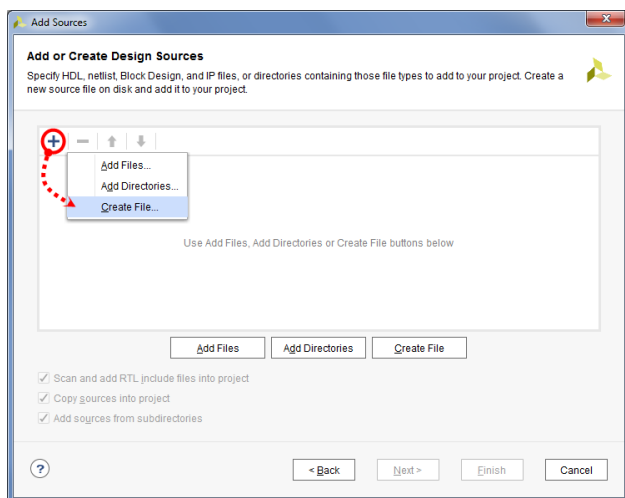 Add Sources
Add or Create Design Sources
Specify HDL, netlist, Block Design, and IP files, or directories containing those file types to add to your project. Create a
new source file on disk and add it to your project.
Add Files...
Add Directories...
Create File...
Use Add Files, Add Directories or Create File buttons below
Add Files Add Directories Create File
Scan and add RTL include files into project
Copy sources into project
Add sources from subdirectories
? < Back Next > Finish Cancel